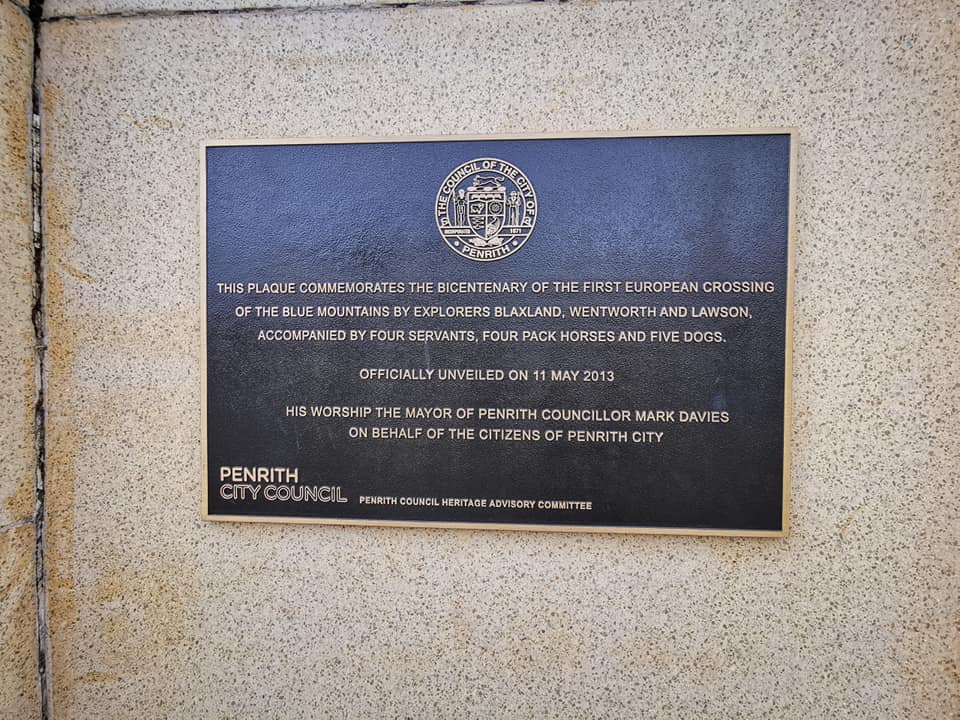 THE COUNCIL OF THE CITY OF
INCORPORATED 1871
PENRITH
THIS PLAQUE COMMEMORATES THE BICENTENARY OF THE FIRST EUROPEAN CROSSING
OF THE BLUE MOUNTAINS BY EXPLORERS BLAXLAND, WENTWORTH AND LAWSON,
ACCOMPANIED BY FOUR SERVANTS, FOUR PACK HORSES AND FIVE DOGS.
OFFICIALLY UNVEILED ON 11 MAY 2013
HIS WORSHIP THE MAYOR OF PENRITH COUNCILLOR MARK DAVIES
ON BEHALF OF THE CITIZENS OF PENRITH CITY
PENRITH
CITY COUNCIL
PENRITH COUNCIL HERITAGE ADVISORY COMMITTEE